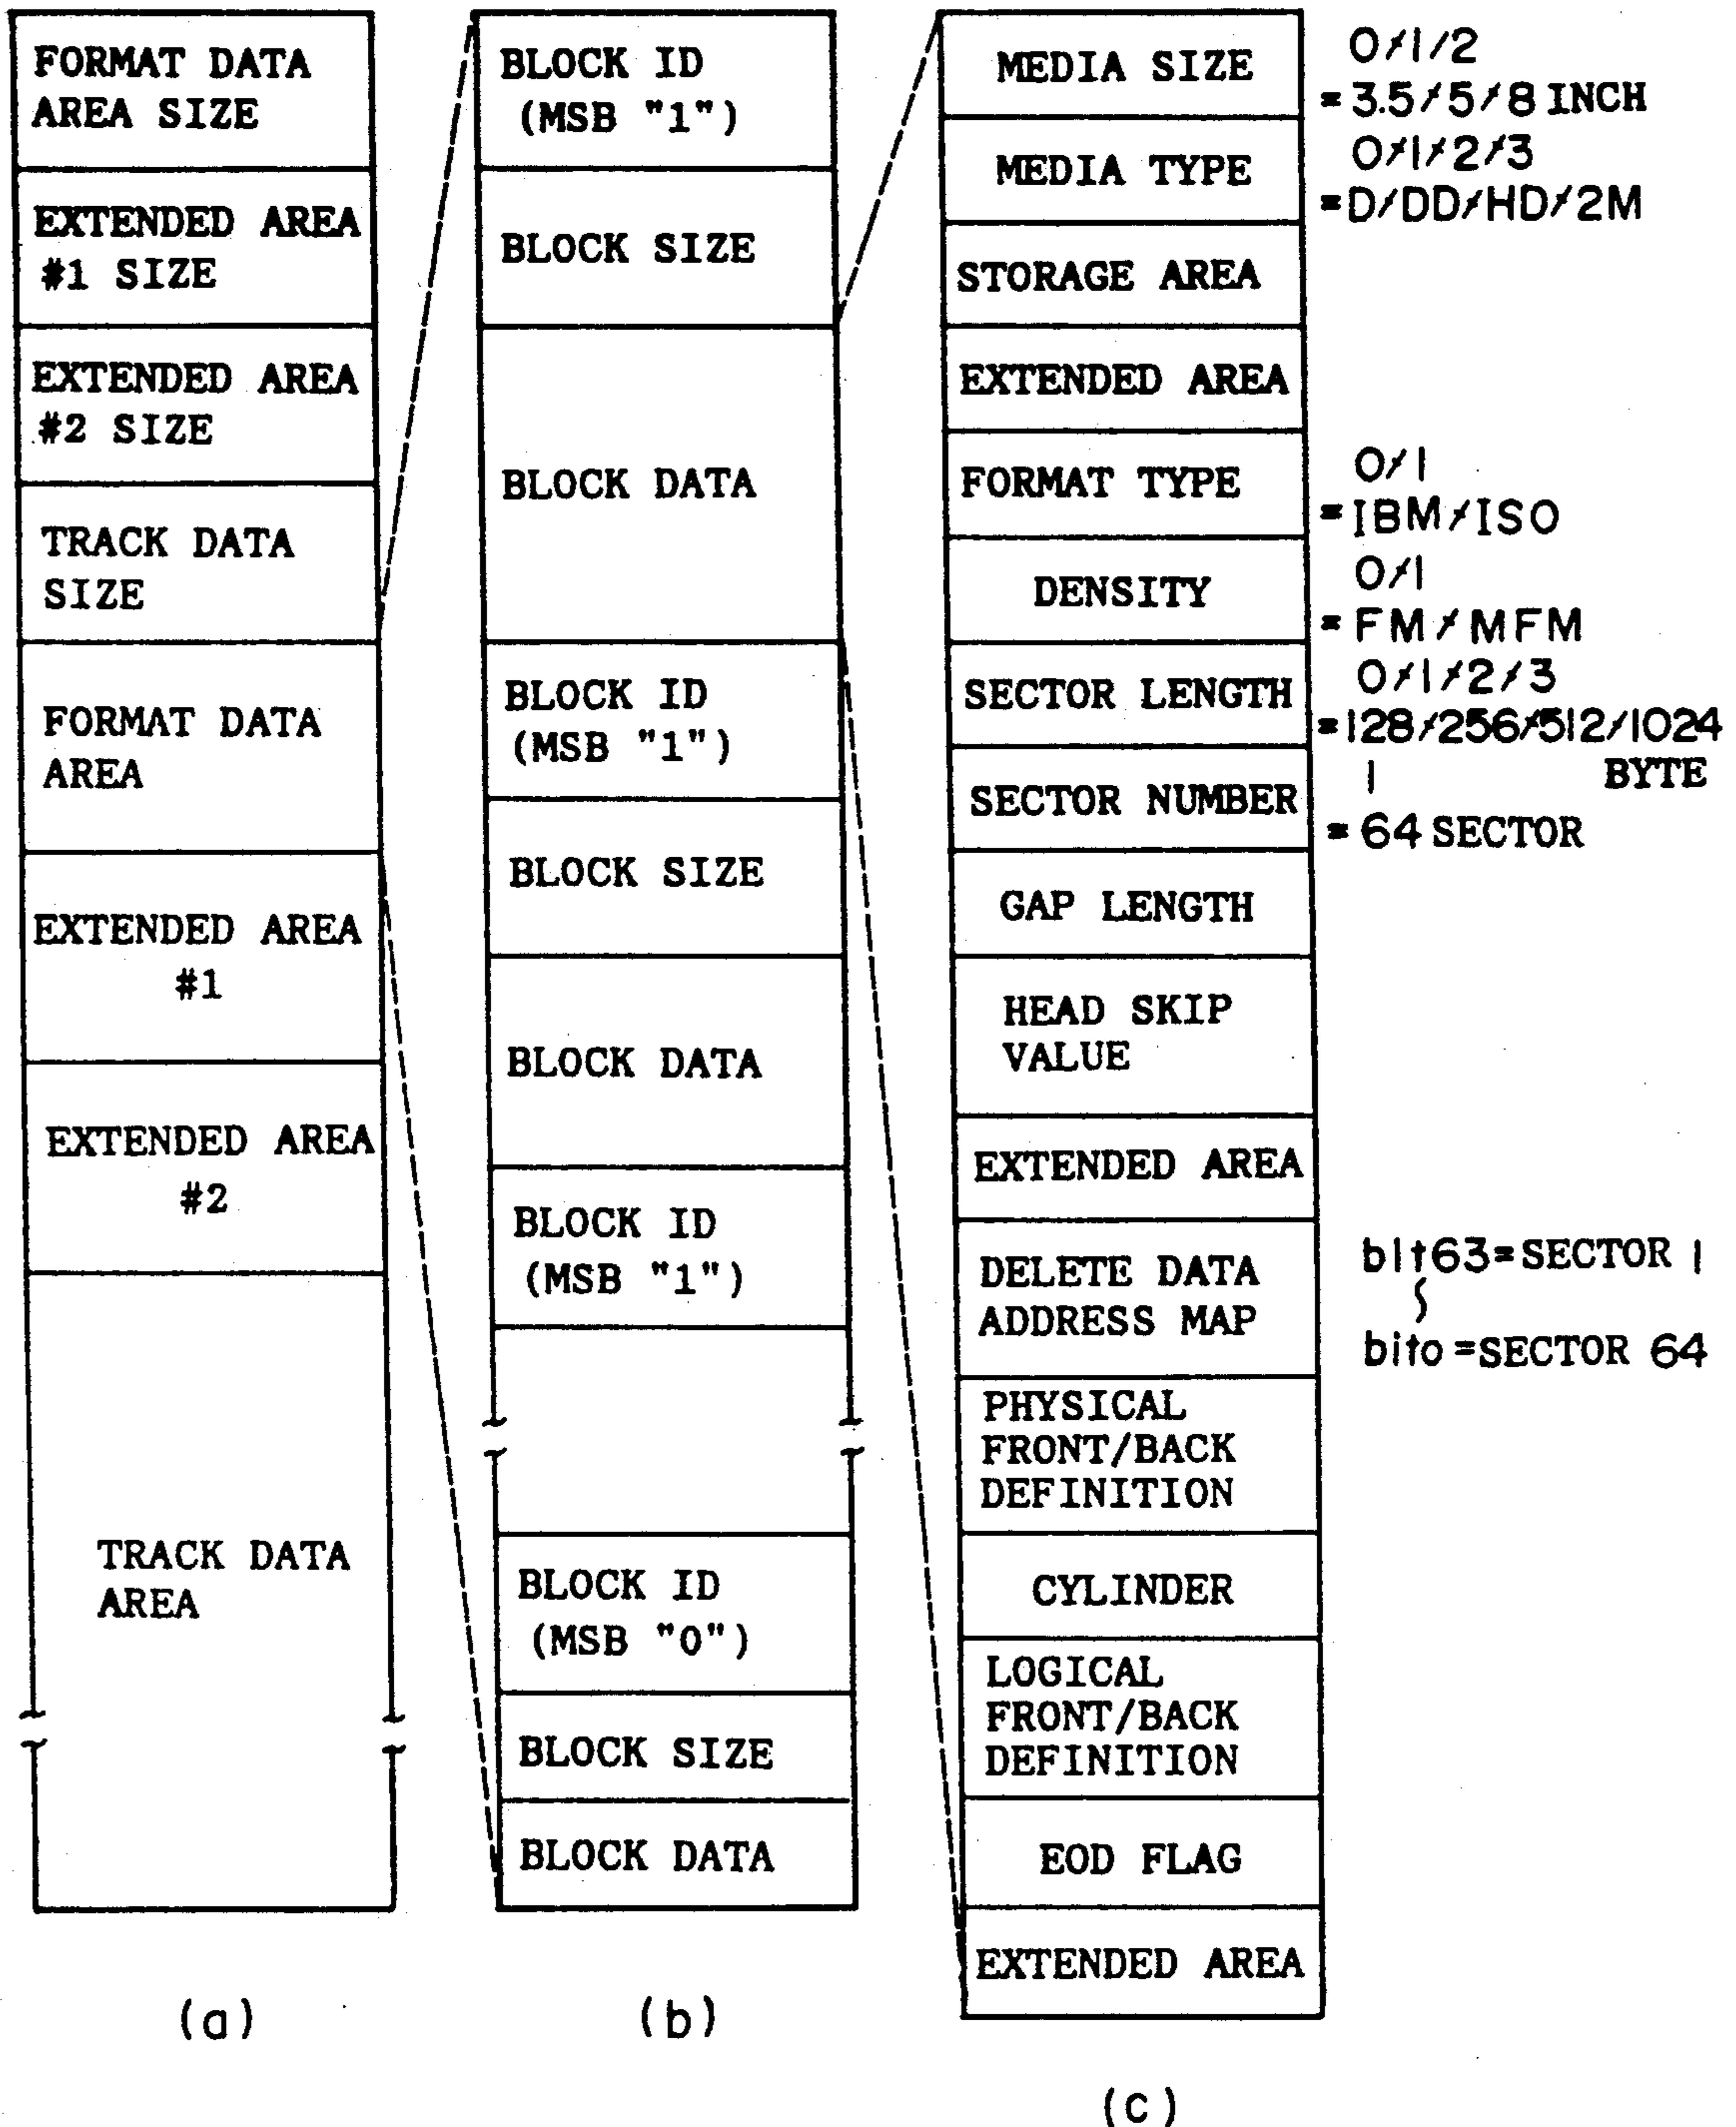 FORMAT DATA
AREA SIZE
EXTENDED AREA
#1 SIZE
EXTENDED AREA
#2 SIZE
TRACK DATA
SIZE
FORMAT DATA
AREA
EXTENDED AREA
#1
EXTENDED AREA
#2
TRACK DATA
AREA
(a)
BLOCK ID
(MSB "1")
BLOCK SIZE
BLOCK DATA
BLOCK ID
(MSB "1")
BLOCK SIZE
BLOCK DATA
BLOCK ID
(MSB "1")
BLOCK ID
(MSB "0")
BLOCK SIZE
BLOCK DATA
(b)
MEDIA SIZE
0/1/2
=3.5/5/8 INCH
MEDIA TYPE
0/1/2/3
=D/DD/HD/2M
STORAGE AREA
EXTENDED AREA
FORMAT TYPE
0/1
=IBM/ISO
DENSITY
0/1
=FM/MFM
SECTOR LENGTH
0/1/2/3
=128/256/512/1024
BYTE
SECTOR NUMBER
1
=64 SECTOR
GAP LENGTH
HEAD SKIP
VALUE
EXTENDED AREA
DELETE DATA
ADDRESS MAP
bit63=SECTOR 1
∫
bito=SECTOR 64
PHYSICAL
FRONT/BACK
DEFINITION
CYLINDER
LOGICAL
FRONT/BACK
DEFINITION
EOD FLAG
EXTENDED AREA
(c)